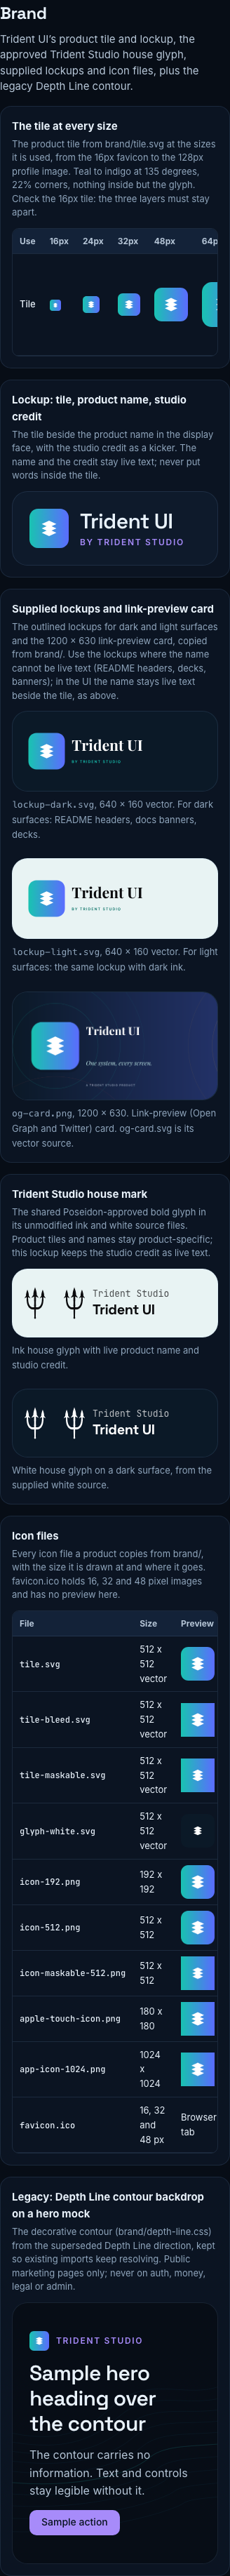 Brand
Trident UI's product tile and lockup, the
approved Trident Studio house glyph,
supplied lockups and icon files, plus the
legacy Depth Line contour.
The tile at every size
The product tile from brand/tile.svg at the sizes
it is used, from the 16px favicon to the 128px
profile image. Teal to indigo at 135 degrees,
22% corners, nothing inside but the glyph.
Check the 16px tile: the three layers must stay
apart.
Use 16px 24px 32px 48px 64p
Tile
Lockup: tile, product name, studio
credit
The tile beside the product name in the display
face, with the studio credit as a kicker. The
name and the credit stay live text; never put
words inside the tile.
Trident UI
BY TRIDENT STUDIO
Supplied lockups and link-preview card
The outlined lockups for dark and light surfaces
and the 1200 × 630 link-preview card, copied
from brand/. Use the lockups where the name
cannot be live text (README headers, decks,
banners); in the UI the name stays live text
beside the tile, as above.
Trident UI
BY TRIDENT STUDIO
lockup-dark.svg, 640 × 160 vector. For dark
surfaces: README headers, docs banners,
decks.
Trident UI
BY TRIDENT STUDIO
lockup-light.svg, 640 × 160 vector. For light
surfaces: the same lockup with dark ink.
Trident UI
One system, every screen.
A TRIDENT STUDIO PRODUCT
og-card.png, 1200 × 630. Link-preview (Open
Graph and Twitter) card. og-card.svg is its
vector source.
Trident Studio house mark
The shared Poseidon-approved bold glyph in
its unmodified ink and white source files.
Product tiles and names stay product-specific;
this lockup keeps the studio credit as live text.
Trident Studio
Trident UI
Ink house glyph with live product name and
studio credit.
Trident Studio
Trident UI
White house glyph on a dark surface, from the
supplied white source.
Icon files
Every icon file a product copies from brand/,
with the size it is drawn at and where it goes.
favicon.ico holds 16, 32 and 48 pixel images
and has no preview here.
File Size Preview
tile.svg 512 x
512
vector
tile-bleed.svg 512 x
512
vector
tile-maskable.svg 512 x
512
vector
glyph-white.svg 512 x
512
vector
icon-192.png 192 x
192
icon-512.png 512 x
512
icon-maskable-512.png 512 x
512
apple-touch-icon.png 180 x
180
app-icon-1024.png 1024
x
1024
favicon.ico 16, 32
and
48 px
Browser
tab
Legacy: Depth Line contour backdrop
on a hero mock
The decorative contour (brand/depth-line.css)
from the superseded Depth Line direction, kept
so existing imports keep resolving. Public
marketing pages only; never on auth, money,
legal or admin.
TRIDENT STUDIO
Sample hero
heading over
the contour
The contour carries no
information. Text and controls
stay legible without it.
Sample action